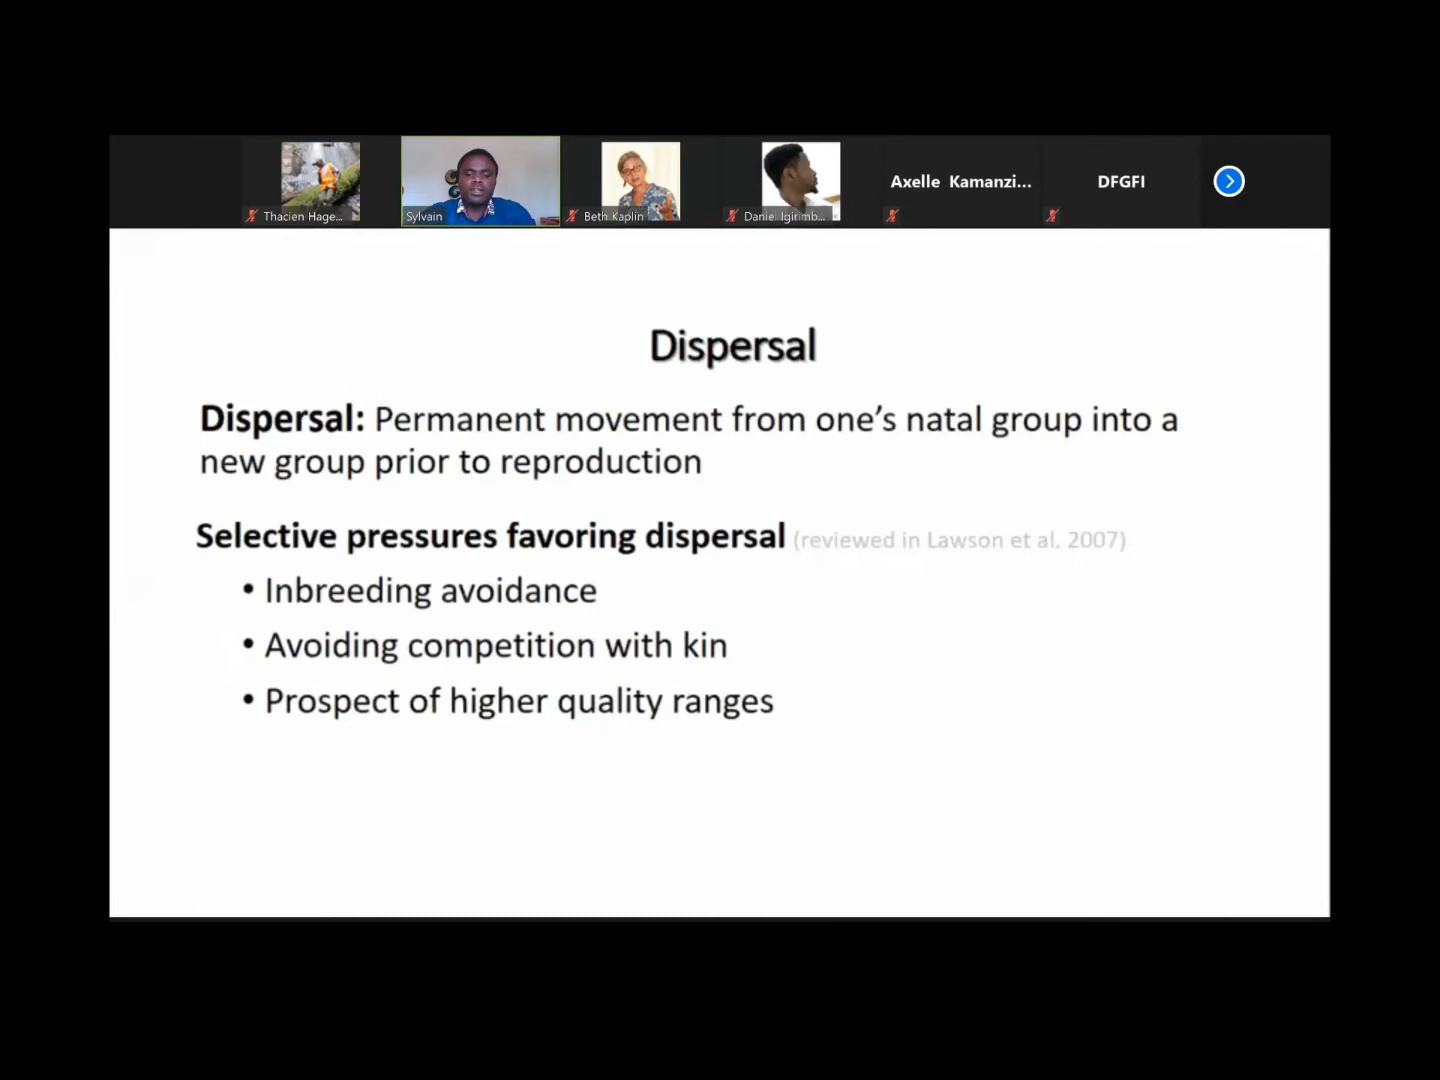 Thacien Hage...
Sylvain
Beth Kaplin
Daniel Igirimb...
Axelle Kamanzi...
DFGFI
Dispersal
Dispersal: Permanent movement from one’s natal group into a
new group prior to reproduction
Selective pressures favoring dispersal (reviewed in Lawson et al. 2007)
• Inbreeding avoidance
• Avoiding competition with kin
• Prospect of higher quality ranges